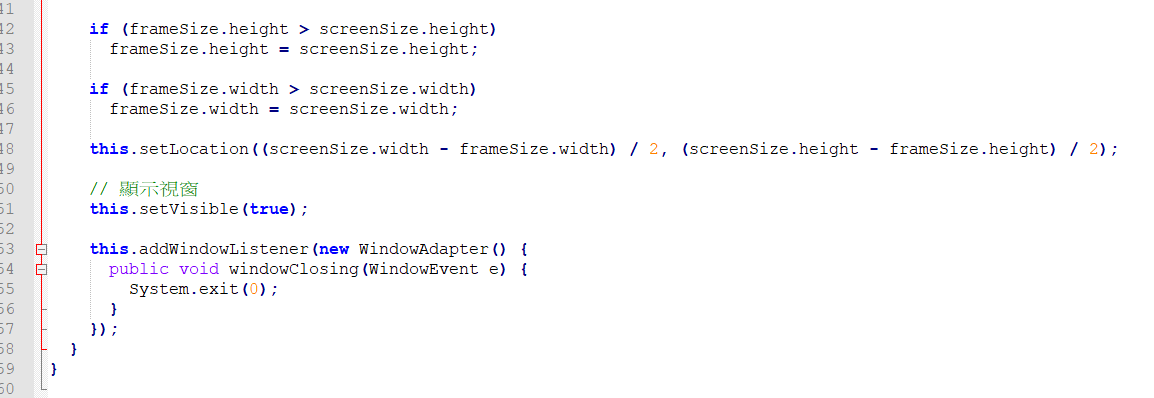 41
42 if (frameSize.height > screenSize.height)
43 frameSize.height = screenSize.height;
44
45 if (frameSize.width > screenSize.width)
46 frameSize.width = screenSize.width;
47
48 this.setLocation((screenSize.width - frameSize.width) / 2, (screenSize.height - frameSize.height) / 2);
49
50 // 顯示視窗
51 this.setVisible(true);
52
53 this.addWindowListener(new WindowAdapter() {
54 public void windowClosing(WindowEvent e) {
55 System.exit(0);
56 }
57 });
58 }
59 }
60